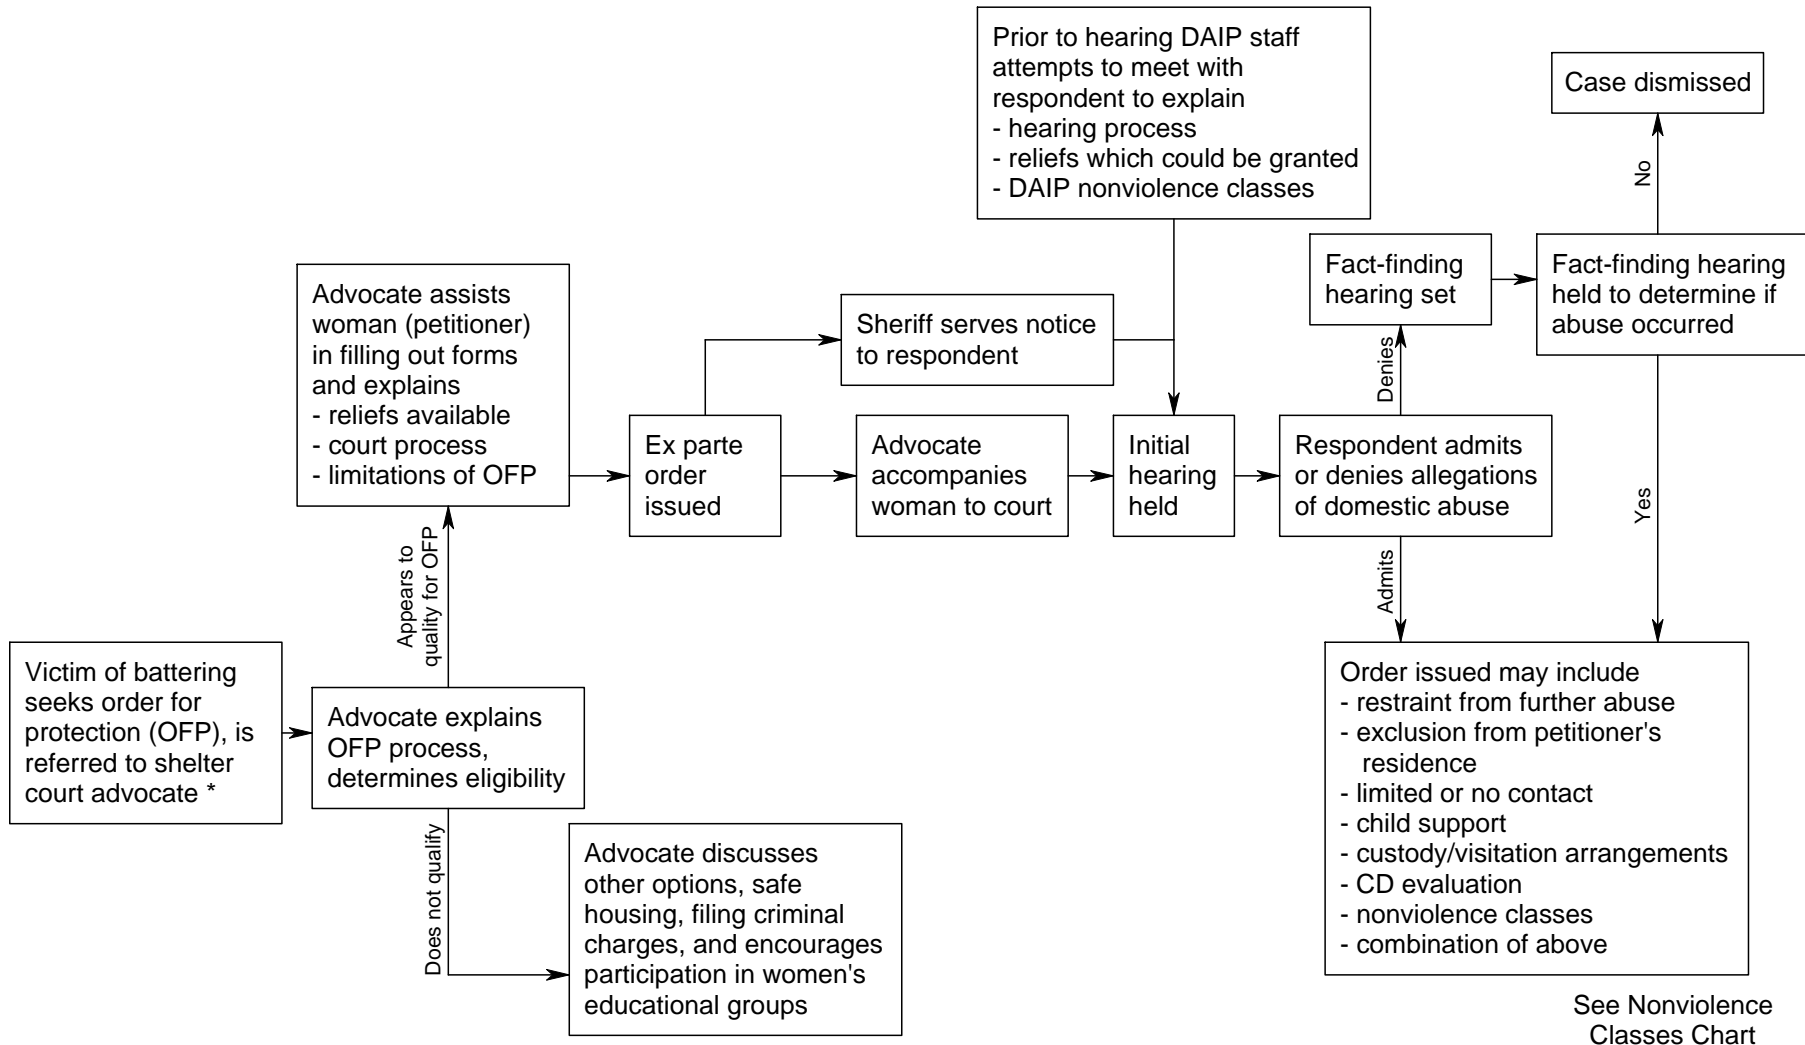 Victim of battering
seeks order for
protection (OFP), is
referred to shelter
court advocate *
Advocate explains
OFP process,
determines eligibility
Appears to
quality for OFP
Does not qualify
Advocate assists
woman (petitioner)
in filling out forms
and explains
- reliefs available
- court process
- limitations of OFP
Advocate discusses
other options, safe
housing, filing criminal
charges, and encourages
participation in women's
educational groups
Ex parte
order
issued
Sheriff serves notice
to respondent
Advocate
accompanies
woman to court
Prior to hearing DAIP staff
attempts to meet with
respondent to explain
- hearing process
- reliefs which could be granted
- DAIP nonviolence classes
Initial
hearing
held
Respondent admits
or denies allegations
of domestic abuse
Denies
Admits
Fact-finding
hearing set
Fact-finding hearing
held to determine if
abuse occurred
No
Yes
Case dismissed
Order issued may include
- restraint from further abuse
- exclusion from petitioner's
residence
- limited or no contact
- child support
- custody/visitation arrangements
- CD evaluation
- nonviolence classes
- combination of above
See Nonviolence
Classes Chart